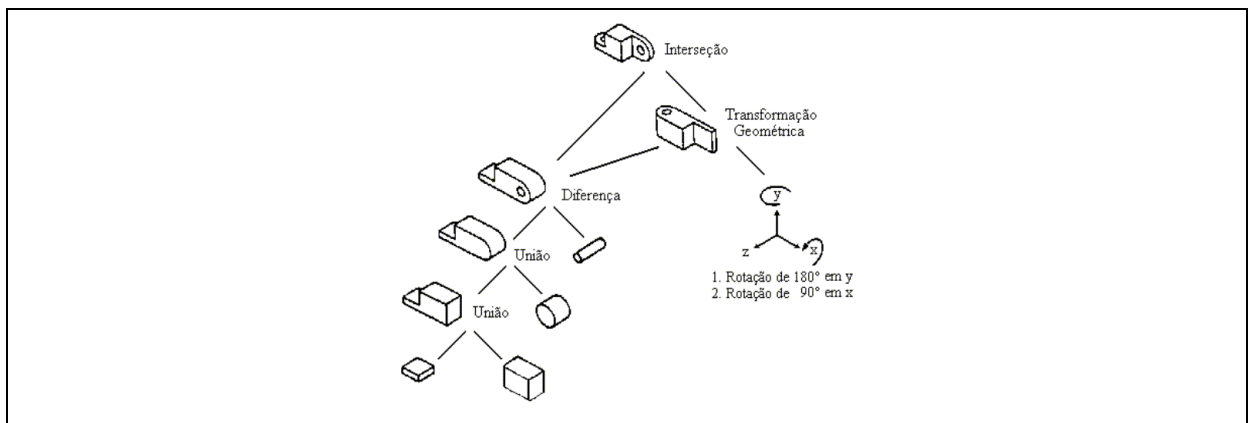 Interseção
Transformação
Geométrica
Diferença
y
União
z
x
1. Rotação de 180° em y
2. Rotação de 90° em x
União